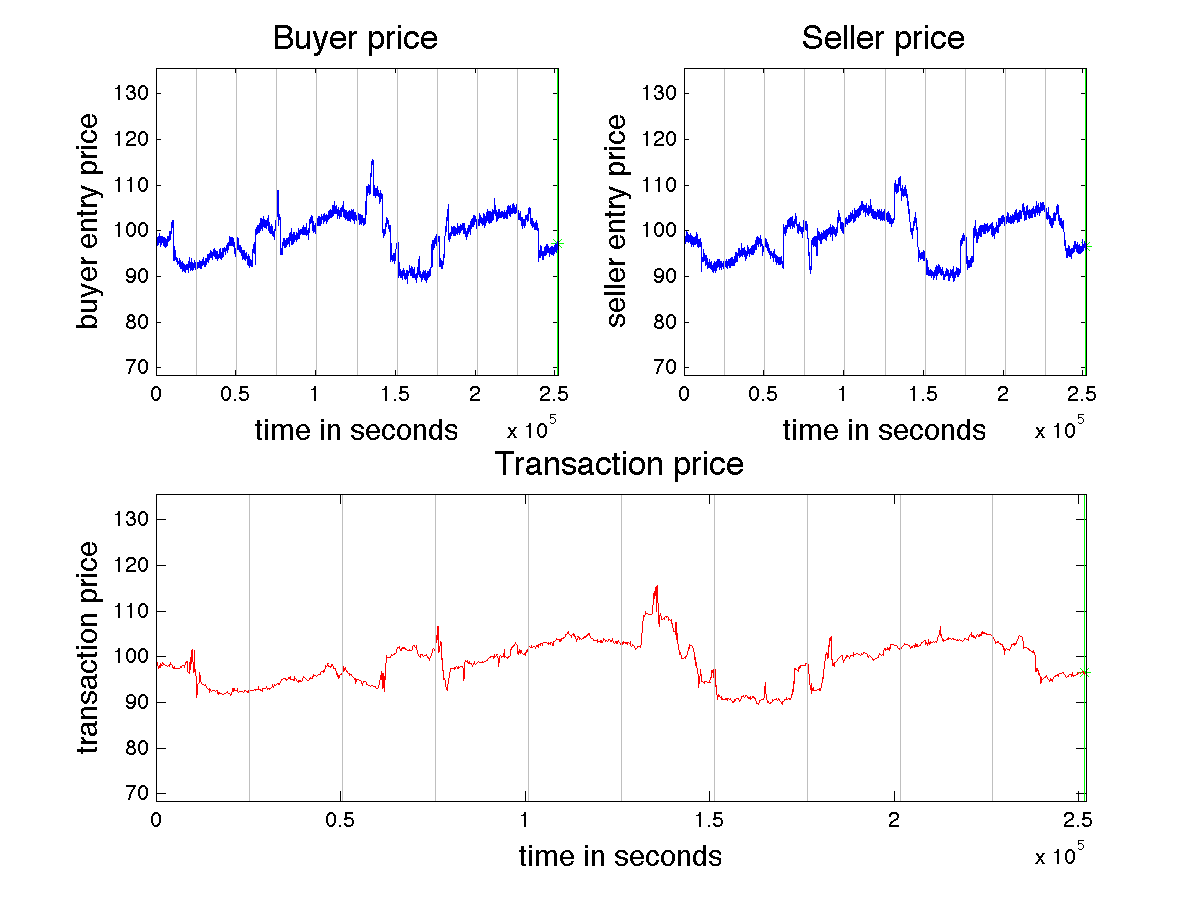 Buyer price
buyer entry price
130
120
110
100
90
80
70
0 0.5 1 1.5 2 2.5
x 10^5
time in seconds
Seller price
seller entry price
130
120
110
100
90
80
70
0 0.5 1 1.5 2 2.5
x 10^5
time in seconds
Transaction price
transaction price
130
120
110
100
90
80
70
0 0.5 1 1.5 2 2.5
x 10^5
time in seconds